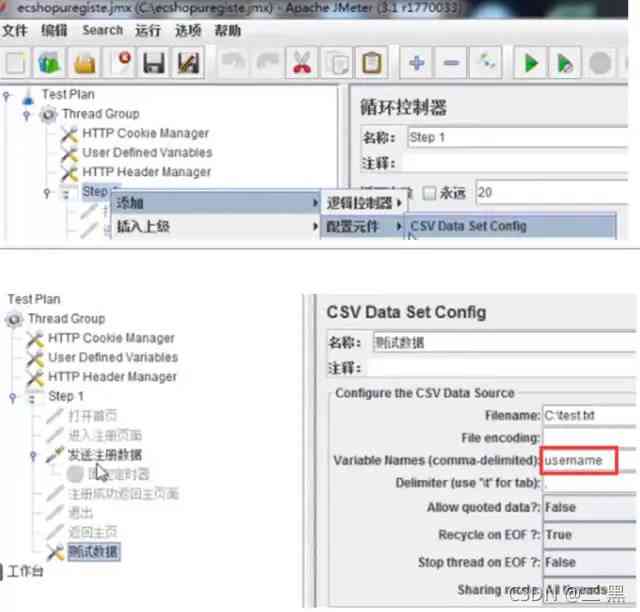 ecshopuregiste.jmx (C:\ecshopuregiste.jmx) - Apache JMeter (3.1 r1770033)
文件 编辑 Search 运行 选项 帮助
Test Plan
Thread Group
HTTP Cookie Manager
User Defined Variables
HTTP Header Manager
Step
添加
插入上级
逻辑控制器
配置元件
CSV Data Set Config
循环控制器
名称: Step 1
注释:
永远 20
Test Plan
Thread Group
HTTP Cookie Manager
User Defined Variables
HTTP Header Manager
Step 1
打开首页
进入注册页面
发送注册数据
定时器
注册成功返回主页面
退出
返回主页
测试数据
工作台
CSV Data Set Config
名称: 测试数据
注释:
Configure the CSV Data Source
Filename: C:\test.txt
File encoding:
Variable Names (comma-delimited): username
Delimiter (use '\t' for tab): ,
Allow quoted data?: False
Recycle on EOF ?: True
Stop thread on EOF ?: False
Sharing mode: All threads
CSDN @三 黑